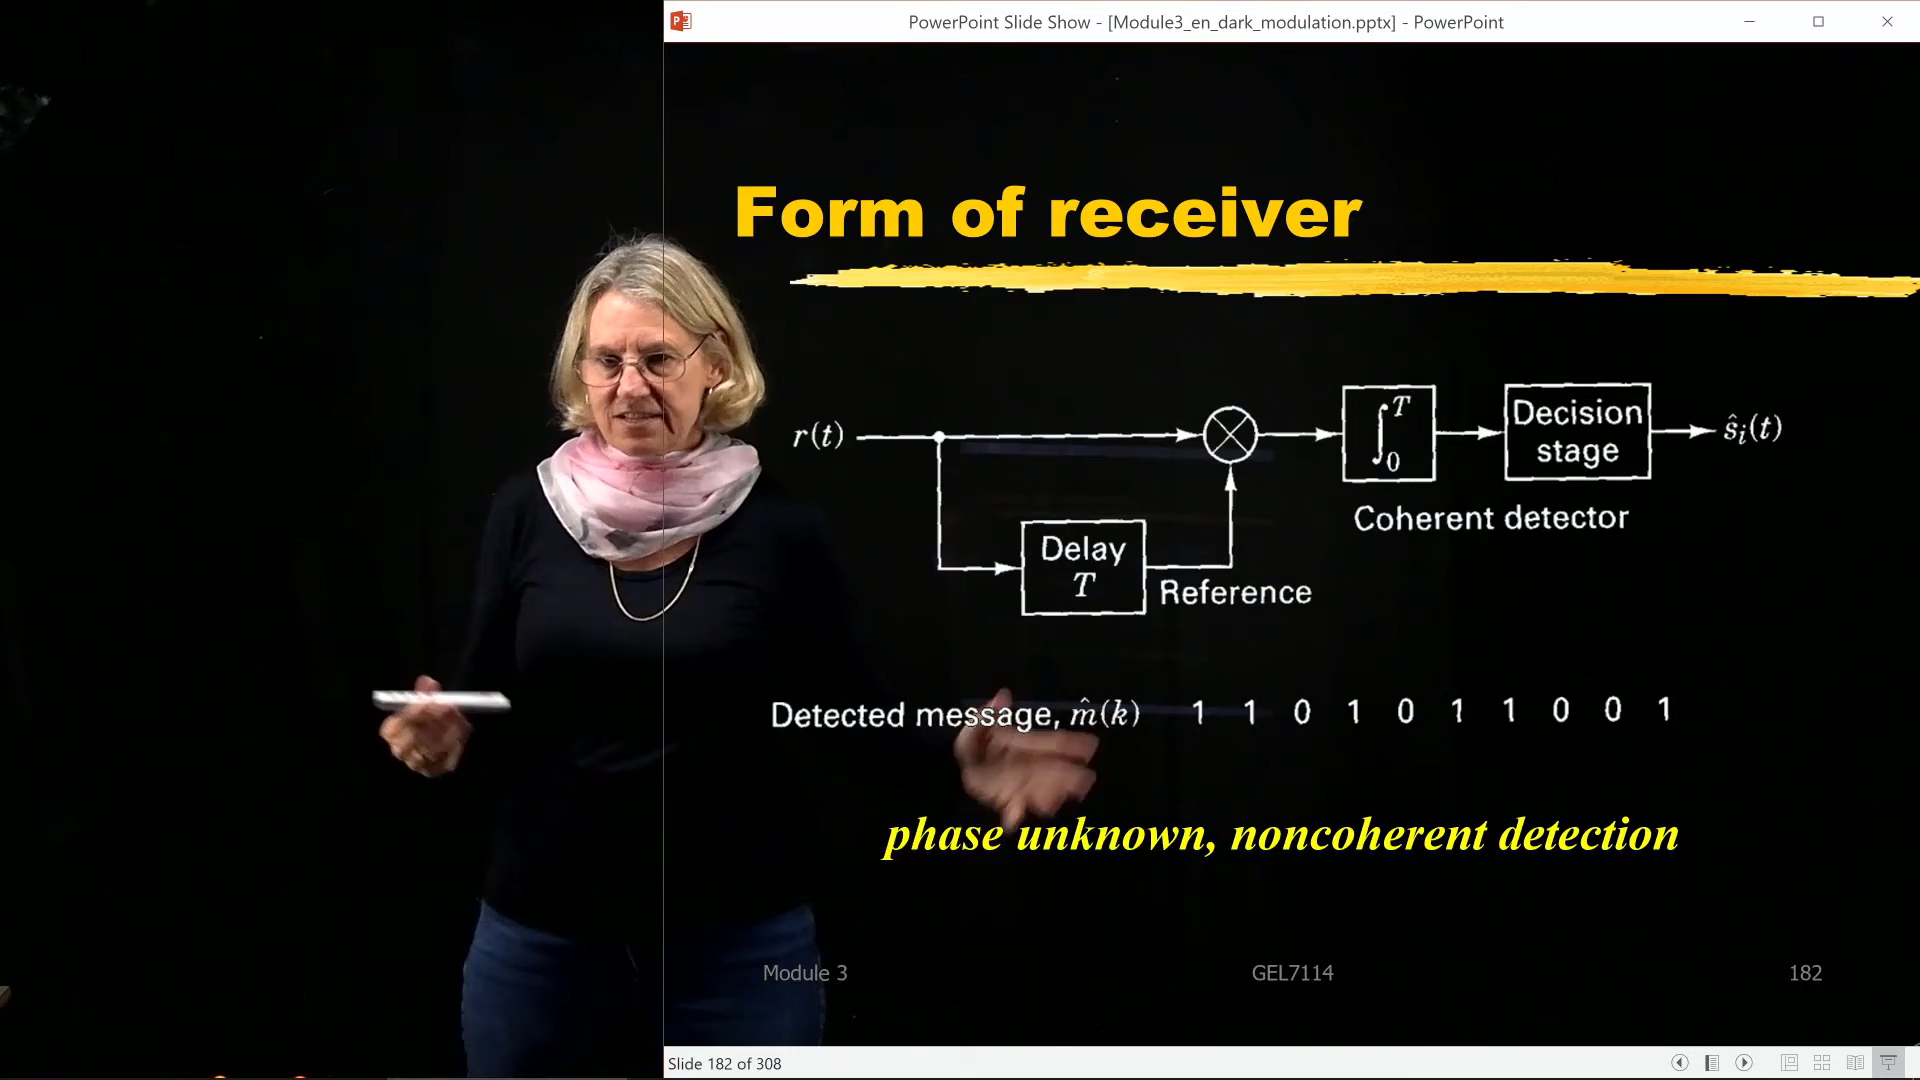 PowerPoint Slide Show - [Module3_en_dark_modulation.pptx] - PowerPoint
Form of receiver
r(t)
∫₀ᵀ
Decision
stage
ŝᵢ(t)
Coherent detector
Delay
T
Reference
Detected message, m̂(k) 1 1 0 1 0 1 1 0 0 1
phase unknown, noncoherent detection
Module 3 GEL7114 182
Slide 182 of 308